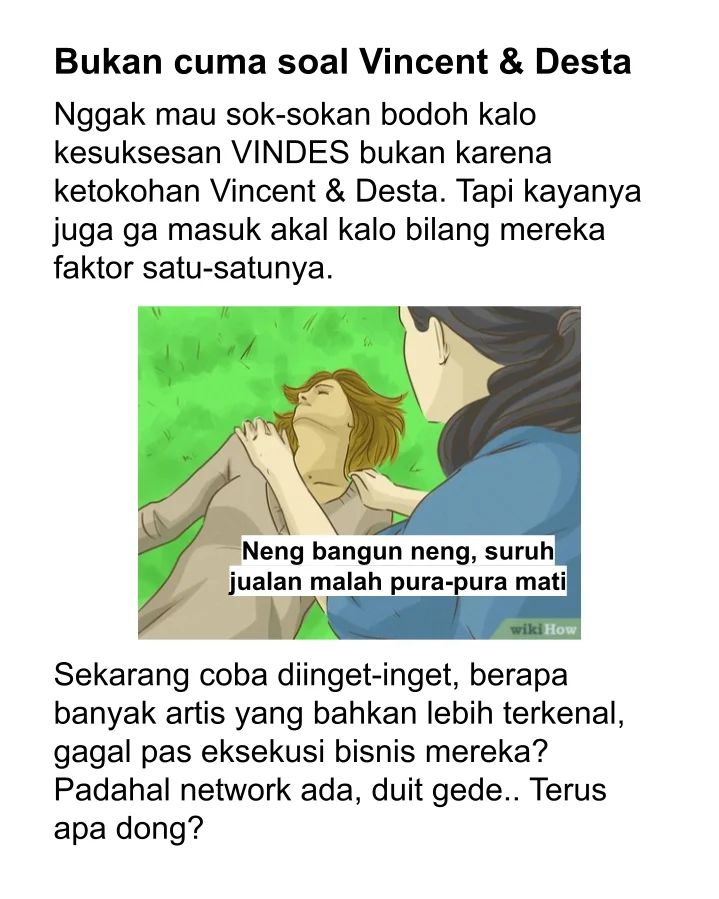 Bukan cuma soal Vincent & Desta
Nggak mau sok-sokan bodoh kalo
kesuksesan VINDES bukan karena
ketokohan Vincent & Desta. Tapi kayanya
juga ga masuk akal kalo bilang mereka
faktor satu-satunya.
Neng bangun neng, suruh
jualan malah pura-pura mati
wikiHow
Sekarang coba diinget-inget, berapa
banyak artis yang bahkan lebih terkenal,
gagal pas eksekusi bisnis mereka?
Padahal network ada, duit gede.. Terus
apa dong?